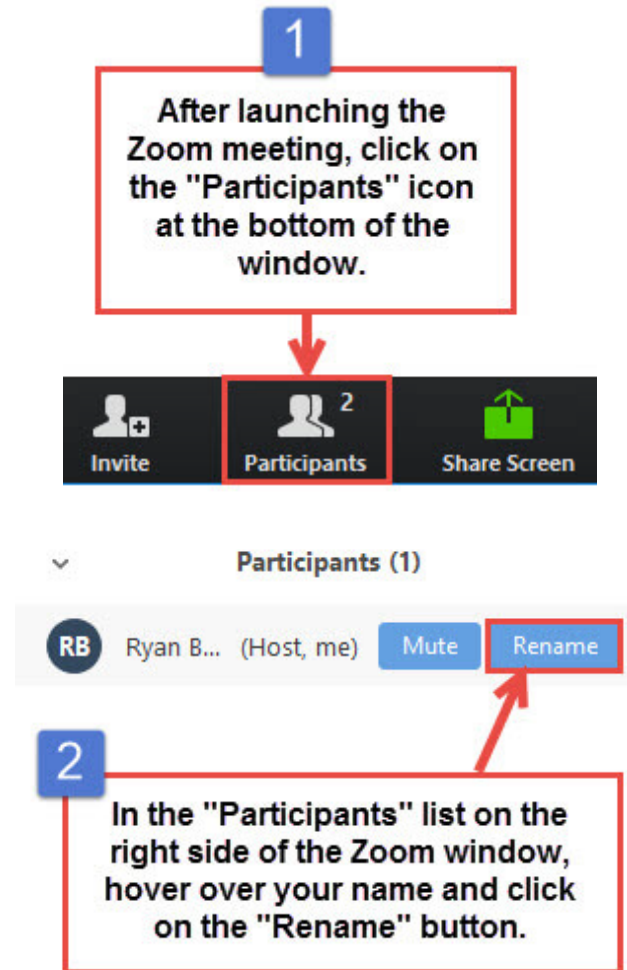 1
After launching the
Zoom meeting, click on
the "Participants" icon
at the bottom of the
window.
2
Invite
Participants
Share Screen
Participants (1)
RB Ryan B... (Host, me) Mute Rename
2
In the "Participants" list on the
right side of the Zoom window,
hover over your name and click
on the "Rename" button.